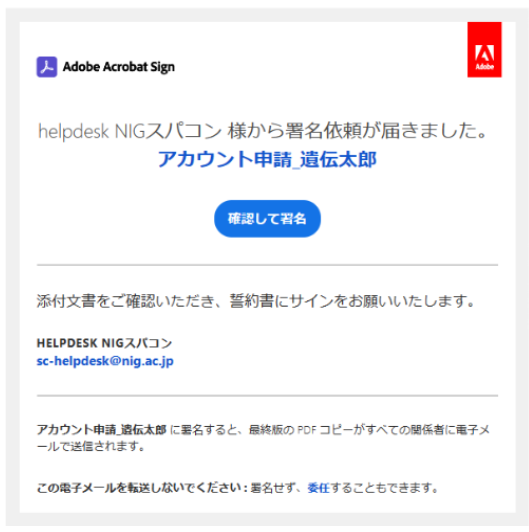 Adobe Acrobat Sign
Adobe
helpdesk NIGスパコン 様から署名依頼が届きました。
アカウント申請_遺伝太郎
確認して署名
添付文書をご確認いただき、誓約書にサインをお願いいたします。
HELPDESK NIGスパコン
sc-helpdesk@nig.ac.jp
アカウント申請_遺伝太郎 に署名すると、最終版の PDF コピーがすべての関係者に電子メ
ールで送信されます。
この電子メールを転送しないでください : 署名せず、委任することもできます。